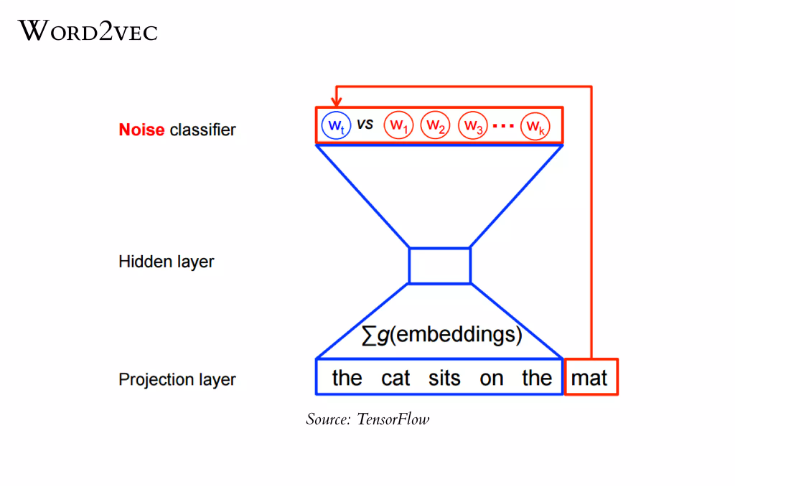 Word2vec
Noise classifier
wt vs w1 w2 w3 ··· wk
Hidden layer
∑g(embeddings)
Projection layer
the cat sits on the mat
Source: TensorFlow